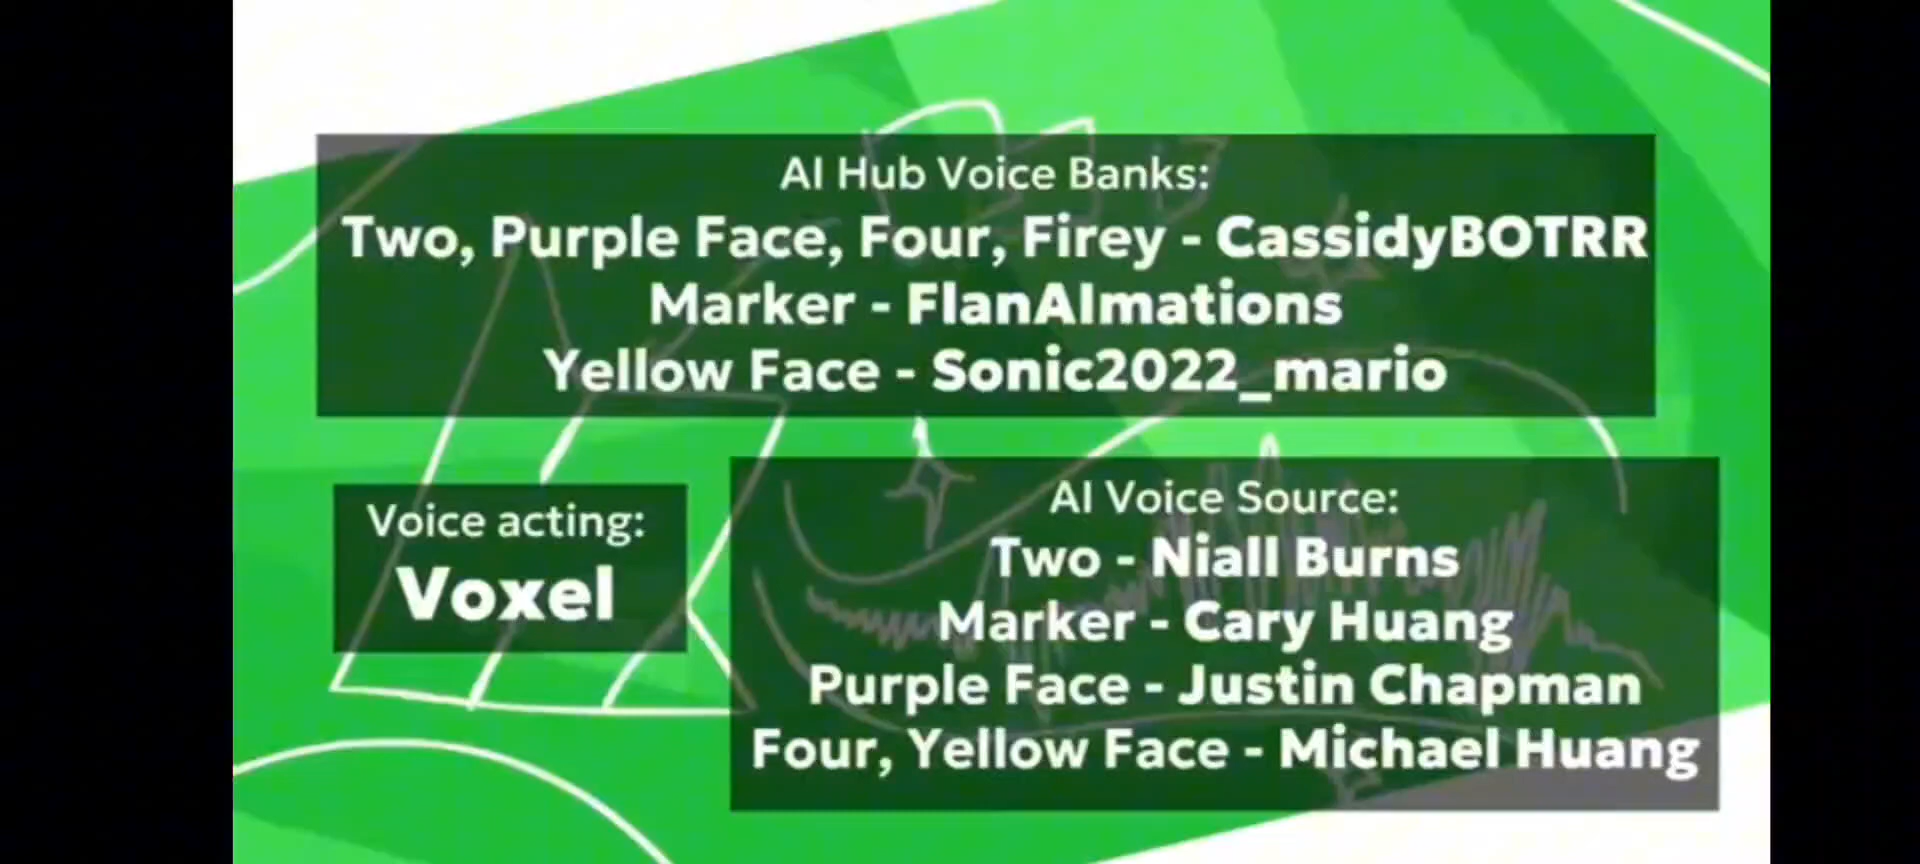 AI Hub Voice Banks:
Two, Purple Face, Four, Firey - CassidyBOTRR
Marker - FlanAImations
Yellow Face - Sonic2022_mario
Voice acting:
Voxel
AI Voice Source:
Two - Niall Burns
Marker - Cary Huang
Purple Face - Justin Chapman
Four, Yellow Face - Michael Huang